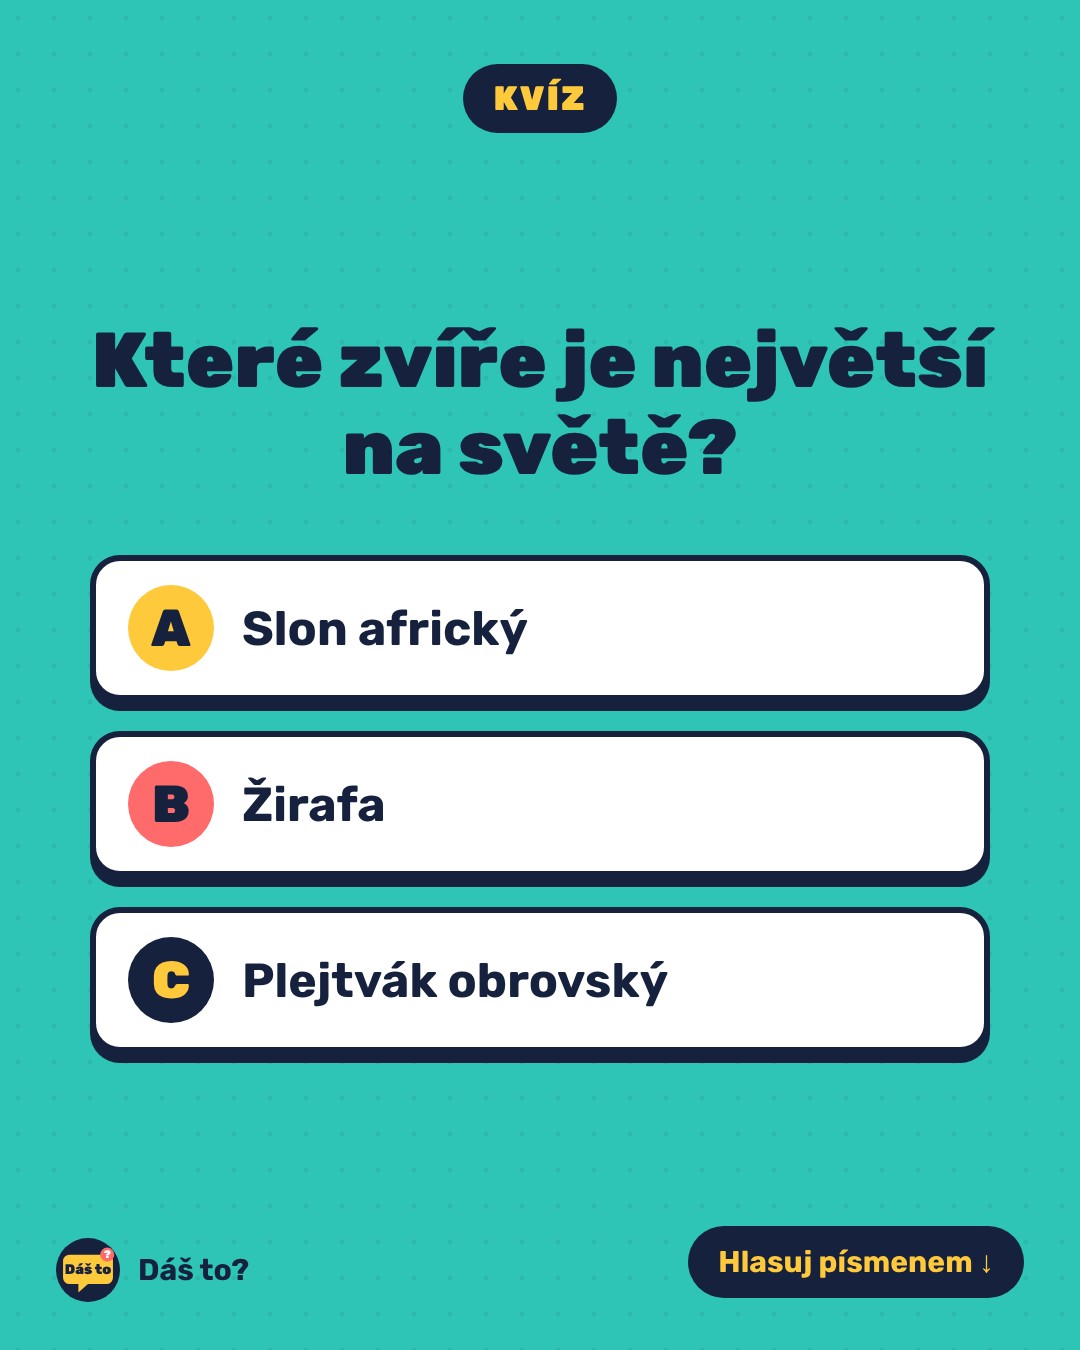 KVÍZ
Které zvíře je největší
na světě?
A Slon africký
B Žirafa
C Plejtvák obrovský
Dáš to ?
Dáš to?
Hlasuj písmenem ↓